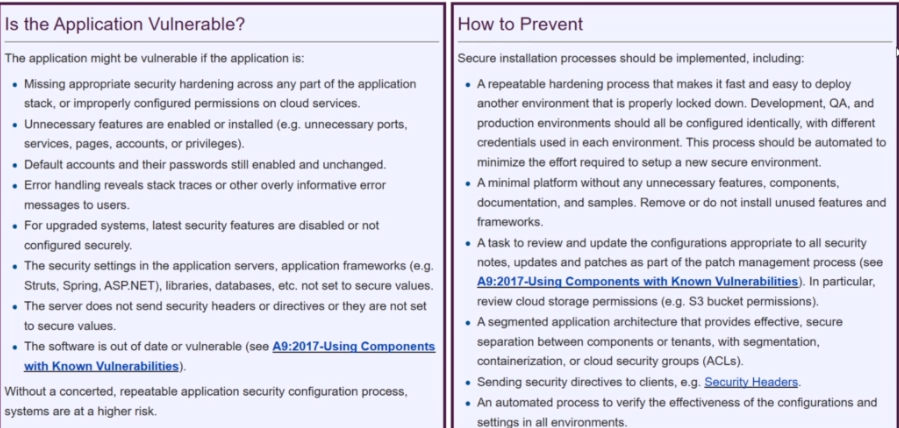 Is the Application Vulnerable?
The application might be vulnerable if the application is:
• Missing appropriate security hardening across any part of the application
stack, or improperly configured permissions on cloud services.
• Unnecessary features are enabled or installed (e.g. unnecessary ports,
services, pages, accounts, or privileges).
• Default accounts and their passwords still enabled and unchanged.
• Error handling reveals stack traces or other overly informative error
messages to users.
• For upgraded systems, latest security features are disabled or not
configured securely.
• The security settings in the application servers, application frameworks (e.g.
Struts, Spring, ASP.NET), libraries, databases, etc. not set to secure values.
• The server does not send security headers or directives or they are not set
to secure values.
• The software is out of date or vulnerable (see A9:2017-Using Components
with Known Vulnerabilities).
Without a concerted, repeatable application security configuration process,
systems are at a higher risk.
How to Prevent
Secure installation processes should be implemented, including:
• A repeatable hardening process that makes it fast and easy to deploy
another environment that is properly locked down. Development, QA, and
production environments should all be configured identically, with different
credentials used in each environment. This process should be automated to
minimize the effort required to setup a new secure environment.
• A minimal platform without any unnecessary features, components,
documentation, and samples. Remove or do not install unused features and
frameworks.
• A task to review and update the configurations appropriate to all security
notes, updates and patches as part of the patch management process (see
A9:2017-Using Components with Known Vulnerabilities). In particular,
review cloud storage permissions (e.g. S3 bucket permissions).
• A segmented application architecture that provides effective, secure
separation between components or tenants, with segmentation,
containerization, or cloud security groups (ACLs).
• Sending security directives to clients, e.g. Security Headers.
• An automated process to verify the effectiveness of the configurations and
settings in all environments.